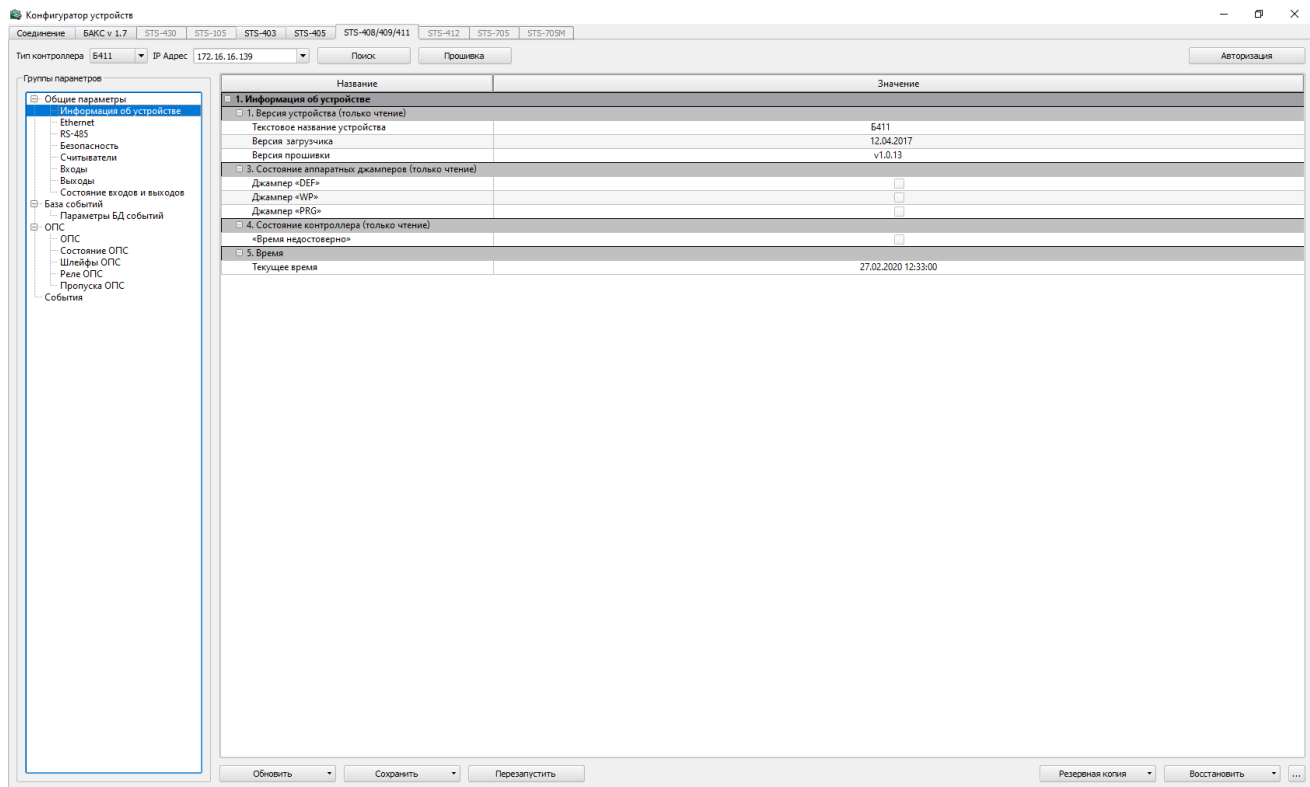 Конфигуратор устройств
Соединение БАКС v 1.7 STS-430 STS-105 STS-403 STS-405 STS-408/409/411 STS-412 STS-705 STS-705M
Тип контроллера Б411 IP Адрес 172.16.16.139 Поиск Прошивка Авторизация
Группы параметров
Общие параметры
Информация об устройстве
Ethernet
RS-485
Безопасность
Считыватели
Входы
Выходы
Состояние входов и выходов
База событий
Параметры БД событий
ОПС
ОПС
Состояние ОПС
Шлейфы ОПС
Реле ОПС
Пропуска ОПС
События
Название Значение
1. Информация об устройстве
1. Версия устройства (только чтение)
Текстовое название устройства Б411
Версия загрузчика 12.04.2017
Версия прошивки v1.0.13
3. Состояние аппаратных джамперов (только чтение)
Джампер «DEF»
Джампер «WP»
Джампер «PRG»
4. Состояние контроллера (только чтение)
«Время недостоверно»
5. Время
Текущее время 27.02.2020 12:33:00
Обновить Сохранить Перезапустить Резервная копия Восстановить ...